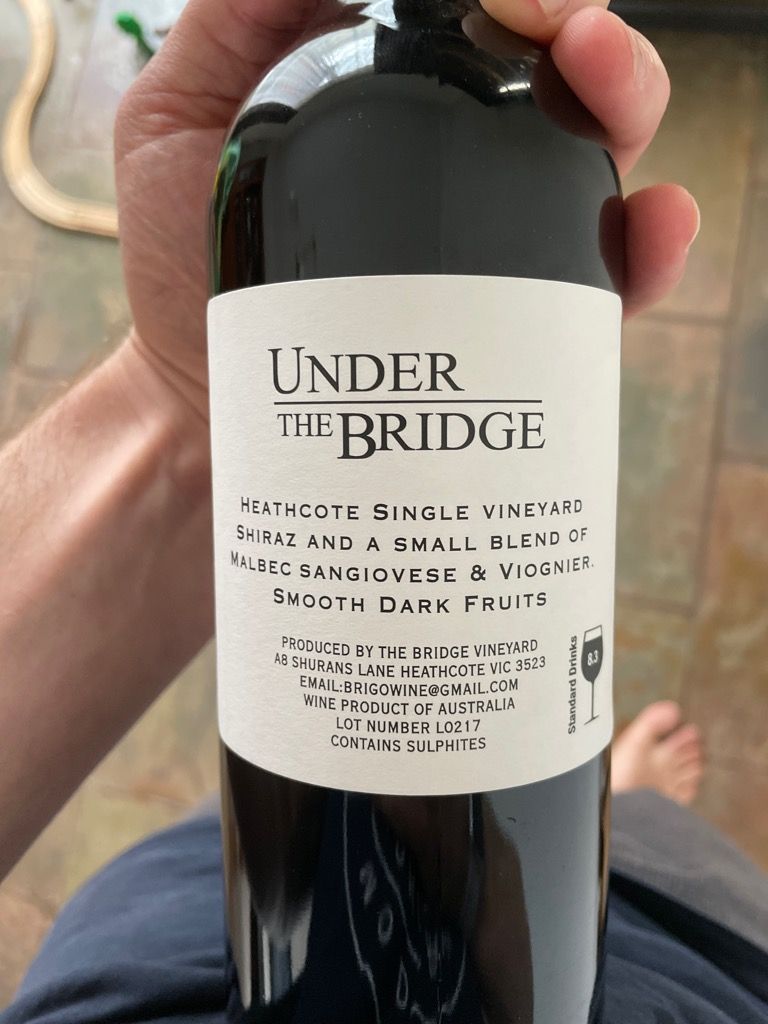 UNDER
THE BRIDGE
HEATHCOTE SINGLE VINEYARD
SHIRAZ AND A SMALL BLEND OF
MALBEC SANGIOVESE & VIOGNIER.
SMOOTH DARK FRUITS
PRODUCED BY THE BRIDGE VINEYARD
A8 SHURANS LANE HEATHCOTE VIC 3523
EMAIL:BRIGOWINE@GMAIL.COM
WINE PRODUCT OF AUSTRALIA
LOT NUMBER LO217
CONTAINS SULPHITES
Standard Drinks
8.3